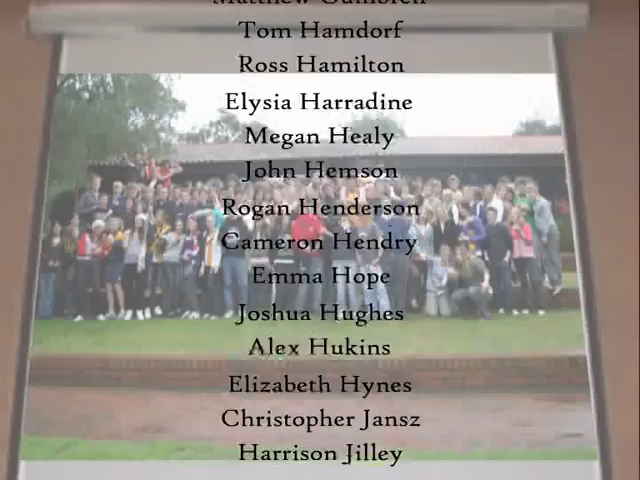 Tom Hamdorf
Ross Hamilton
Elysia Harradine
Megan Healy
John Hemson
Rogan Henderson
Cameron Hendry
Emma Hope
Joshua Hughes
Alex Hukins
Elizabeth Hynes
Christopher Jansz
Harrison Jilley